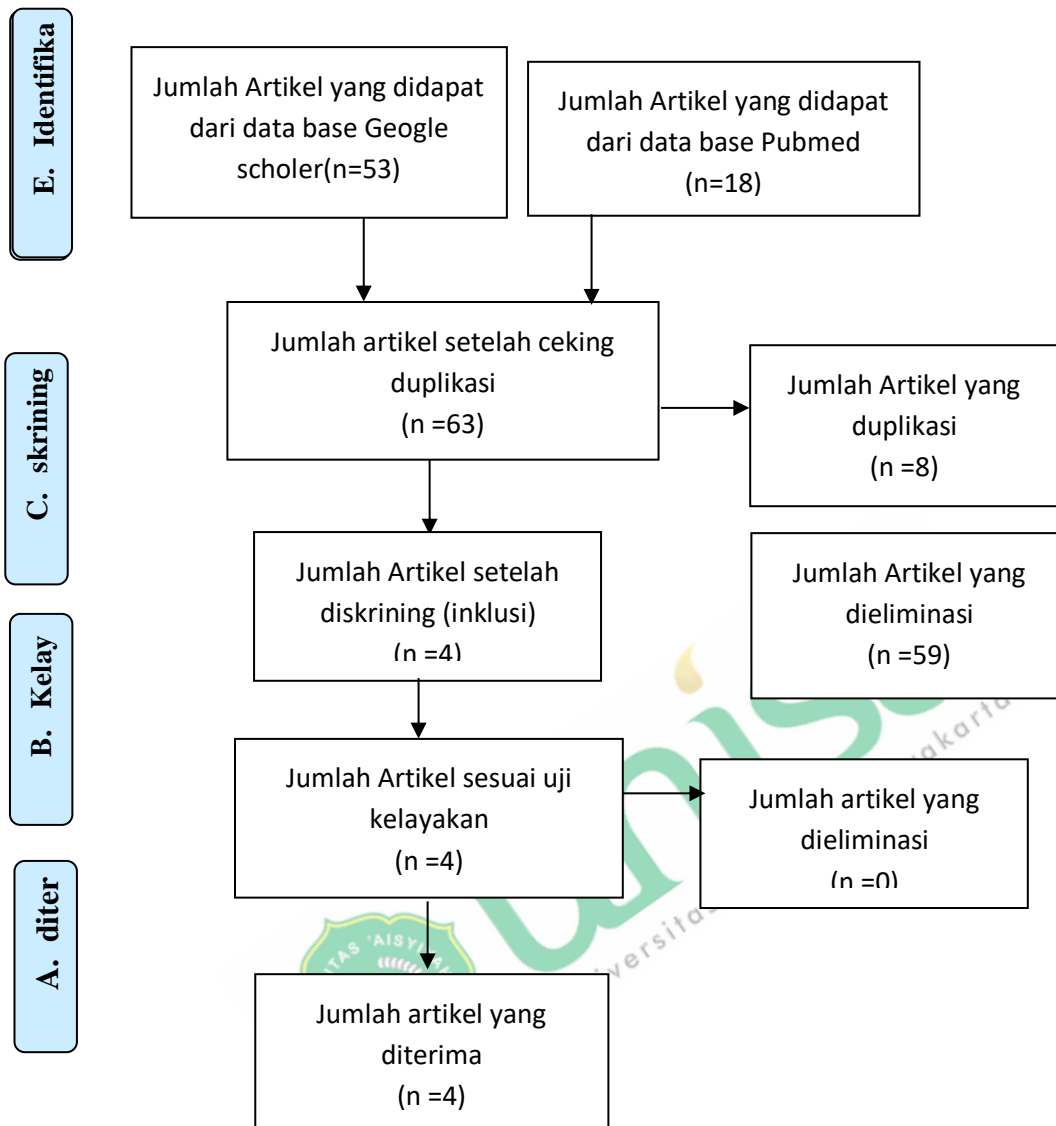 E. Identifika
Jumlah Artikel yang didapat
dari data base Geogle
scholer(n=53)
Jumlah Artikel yang didapat
dari data base Pubmed
(n=18)
Jumlah artikel setelah ceking
duplikasi
(n =63)
C. skrining
Jumlah Artikel yang
duplikasi
(n =8)
Jumlah Artikel setelah
diskrining (inklusi)
(n =4)
Jumlah Artikel yang
dieliminasi
(n =59)
B. Kelay
Jumlah Artikel sesuai uji
kelayakan
(n =4)
Jumlah artikel yang
dieliminasi
(n =0)
A. diter
Jumlah artikel yang
diterima
(n =4)